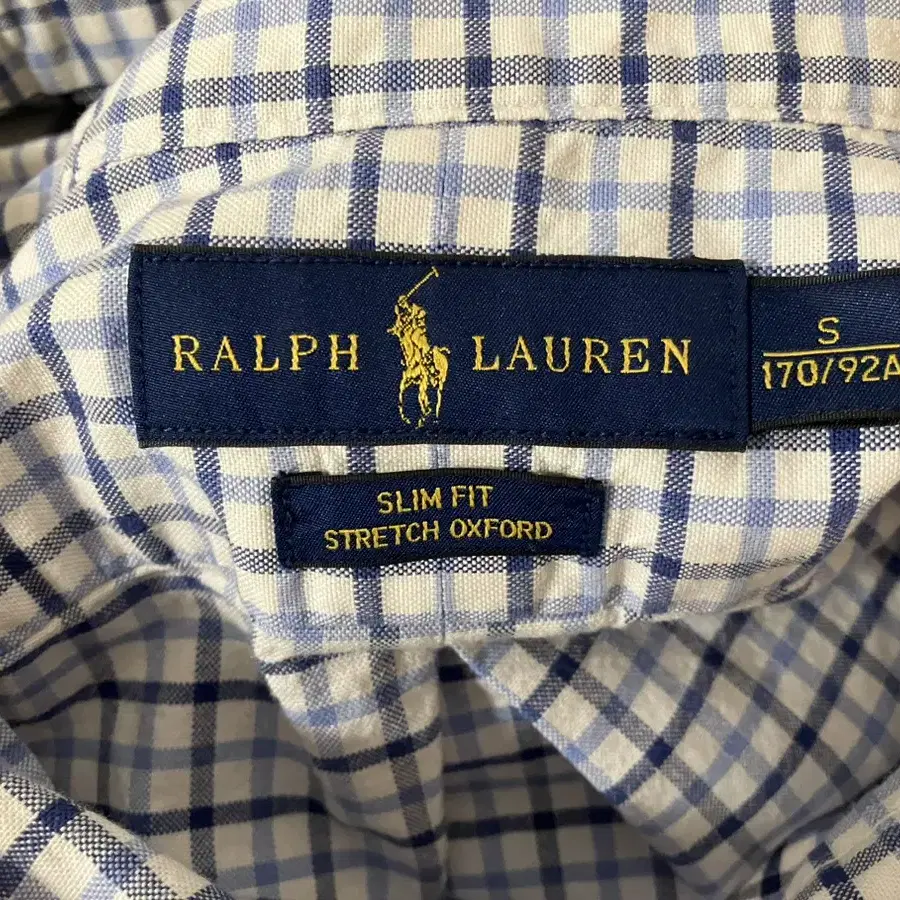 RALPH LAUREN
S
170/92A
SLIM FIT
STRETCH OXFORD